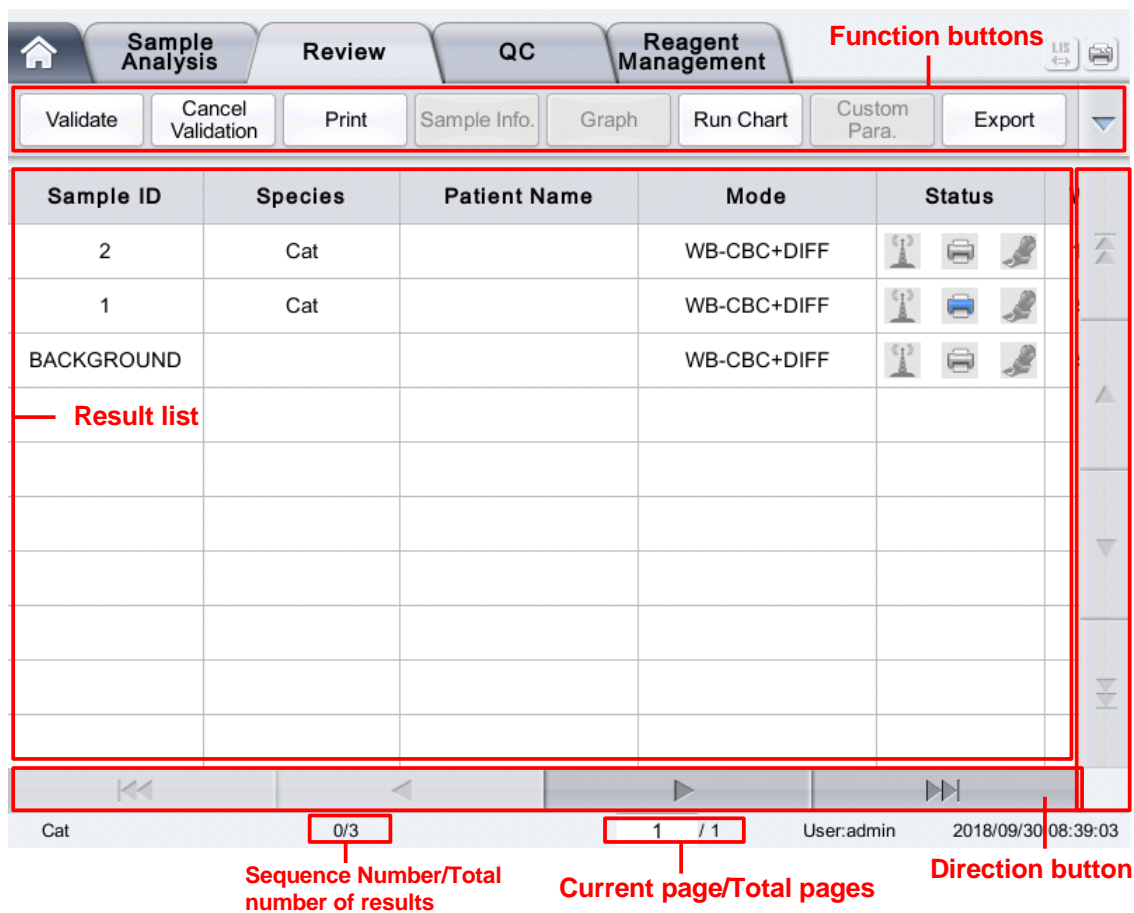 Sample
Analysis
Review
QC
Reagent
Management
Function buttons
LIS
Validate
Cancel
Validation
Print
Sample Info.
Graph
Run Chart
Custom
Para.
Export
Sample ID Species Patient Name Mode Status
2 Cat WB-CBC+DIFF
1 Cat WB-CBC+DIFF
BACKGROUND WB-CBC+DIFF
Result list
Cat 0/3 1 / 1 User:admin 2018/09/30 08:39:03
Sequence Number/Total
number of results
Current page/Total pages
Direction button